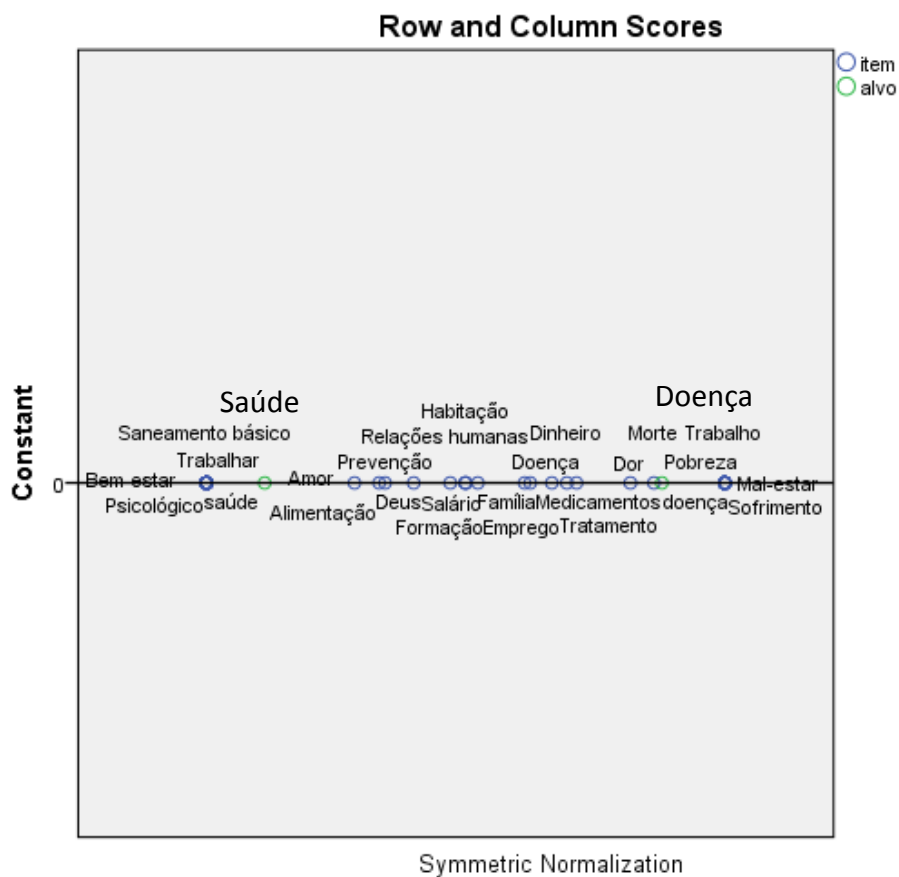 Row and Column Scores
item
alvo
Saúde
Doença
Habitação
Saneamento básico
Relações humanas
Dinheiro
Morte Trabalho
Trabalhar
Prevenção
Doença
Dor
Pobreza
Constant
0
Bem-estar
Amor
Mal-estar
Psicológico
saúde
Alimentação
Deus
Salário
Família
Medicamentos
doença
Sofrimento
Formação
Emprego
Tratamento
Symmetric Normalization